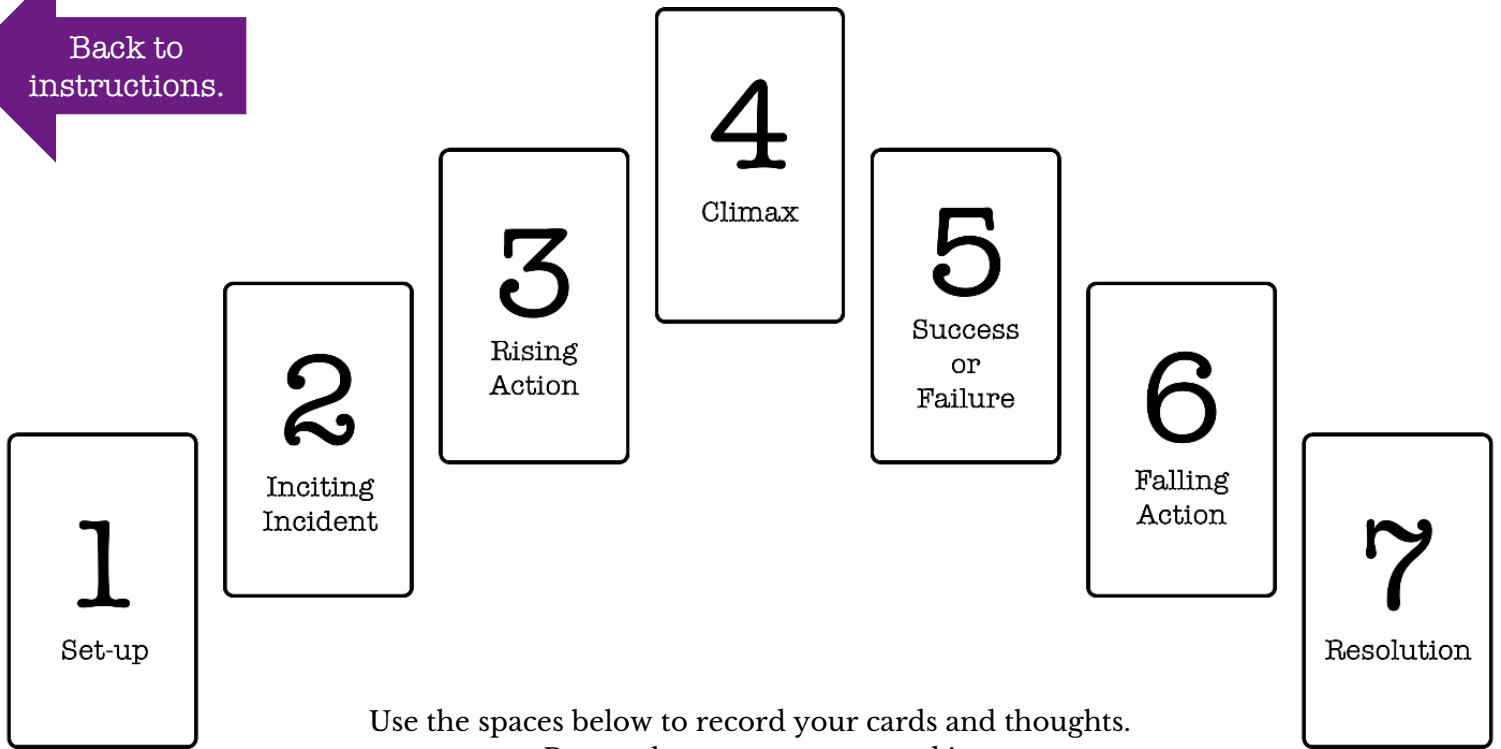 Back to
instructions.
1
Set-up
2
Inciting
Incident
3
Rising
Action
4
Climax
5
Success
or
Failure
6
Falling
Action
7
Resolution
Use the spaces below to record your cards and thoughts.